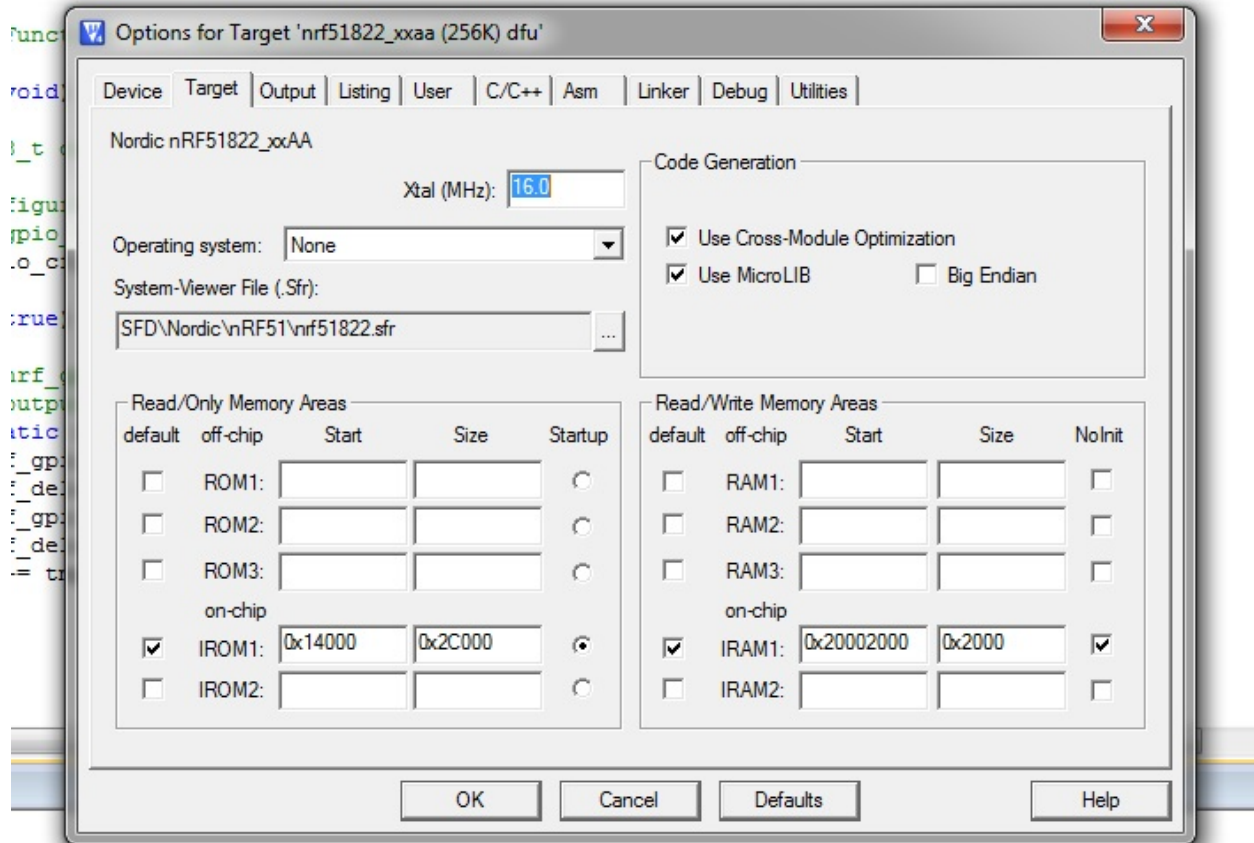 Options for Target 'nrf51822_xxaa (256K) dfu'
Device Target Output Listing User C/C++ Asm Linker Debug Utilities
Nordic nRF51822_xxAA
Xtal (MHz): 16.0
Operating system: None
System-Viewer File (.Sfr):
SFD\Nordic\nRF51\nrf51822.sfr ...
Code Generation
Use Cross-Module Optimization
Use MicroLIB Big Endian
Read/Only Memory Areas
default off-chip Start Size Startup
ROM1:
ROM2:
ROM3:
on-chip
IROM1: 0x14000 0x2C000
IROM2:
Read/Write Memory Areas
default off-chip Start Size NoInit
RAM1:
RAM2:
RAM3:
on-chip
IRAM1: 0x20002000 0x2000
IRAM2:
OK Cancel Defaults Help